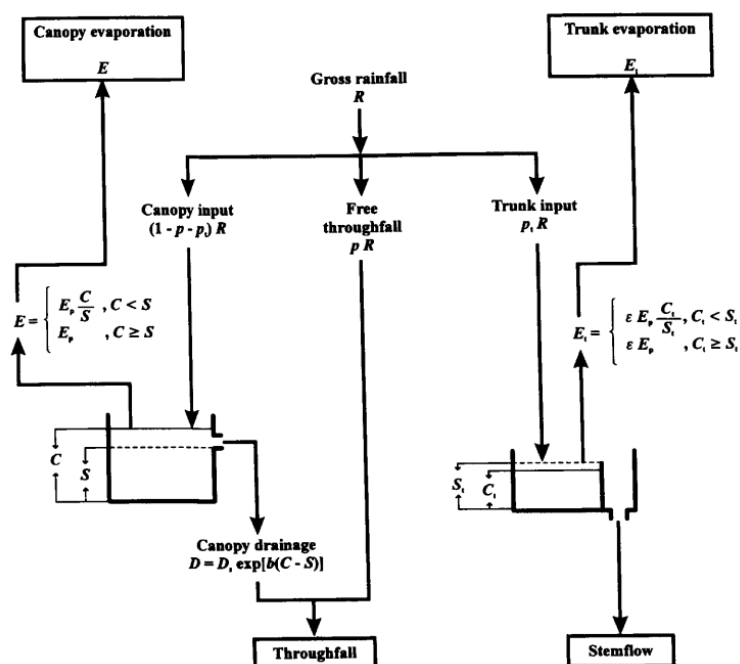 Canopy evaporation
E
Trunk evaporation
Eₜ
Gross rainfall
R
Canopy input
(1 - p - pₜ) R
Free
throughfall
p R
Trunk input
pₜ R
E = { Eₚ C/S , C < S
Eₚ , C ≥ S
Eₜ = { ε Eₚ Cₜ/Sₜ , Cₜ < Sₜ
ε Eₚ , Cₜ ≥ Sₜ
C
S
Sₜ
Cₜ
Canopy drainage
D = Dₛ exp[b(C - S)]
Throughfall
Stemflow